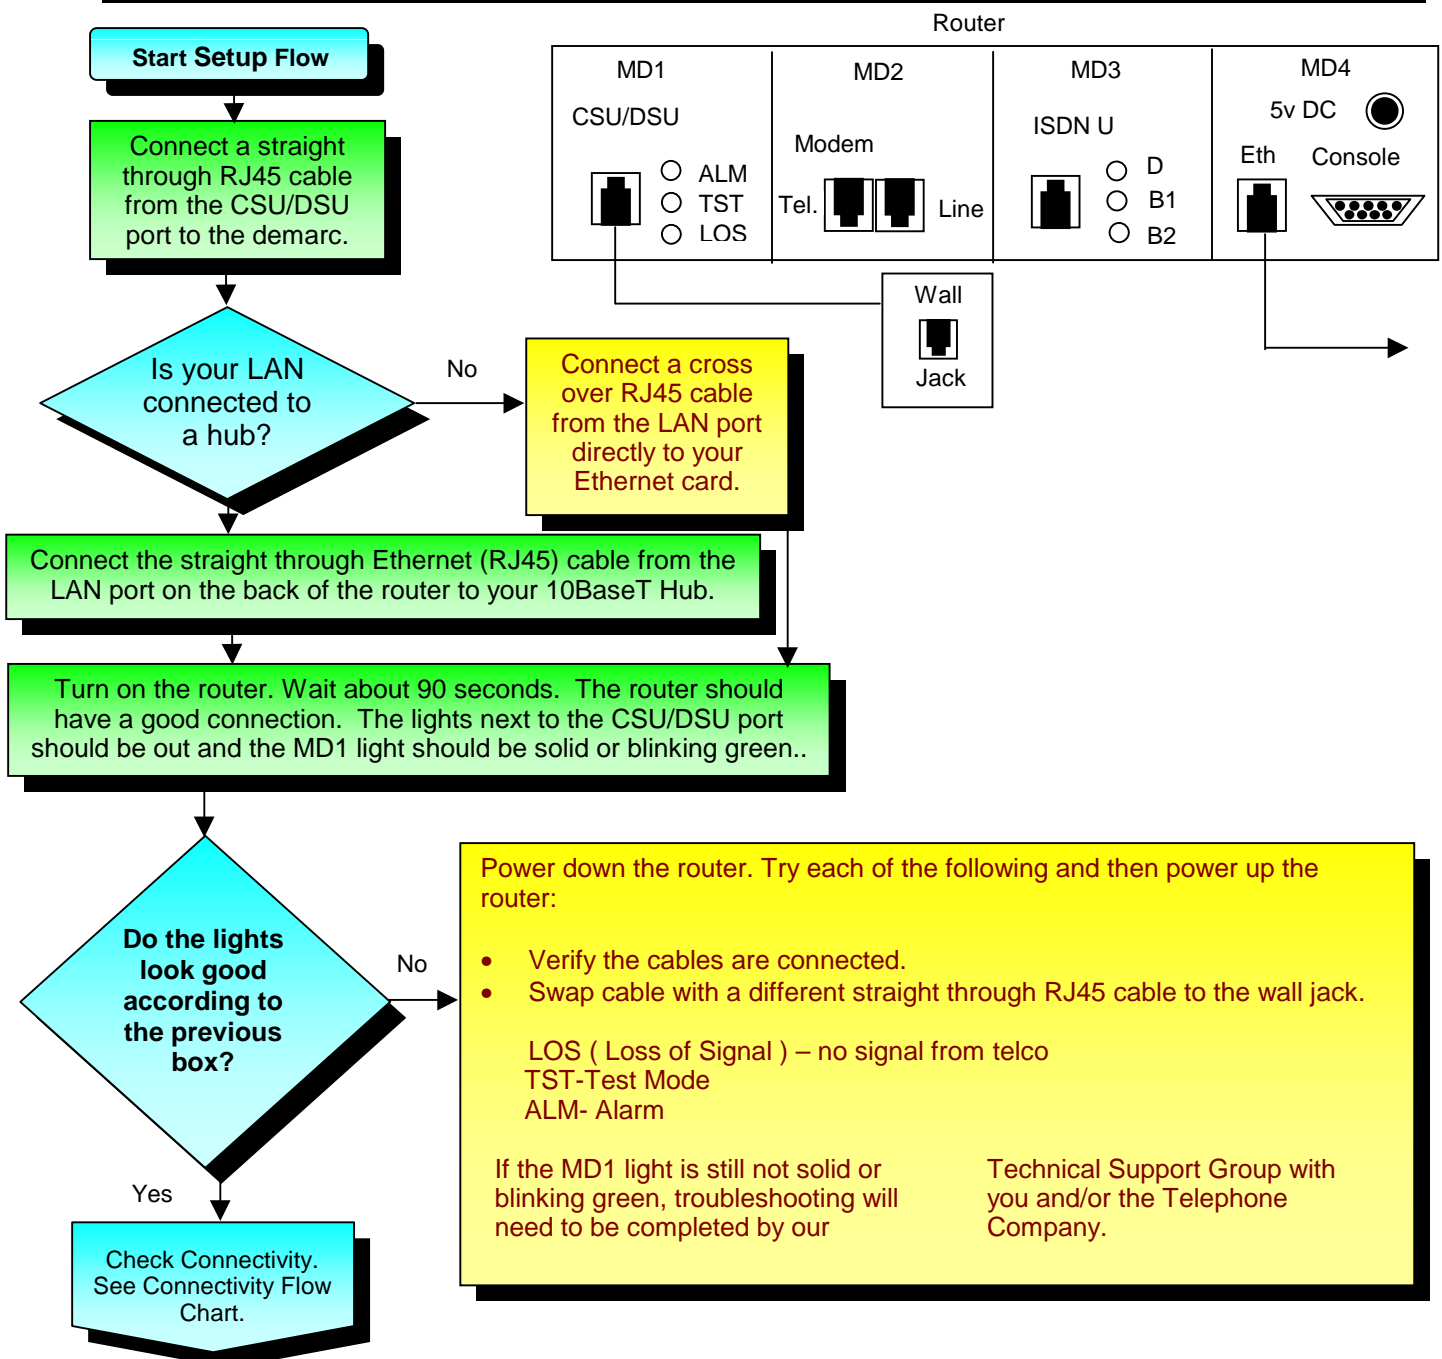 Router
Start Setup Flow
MD1
MD2
MD3
MD4
CSU/DSU
ALM
TST
LOS
Modem
Tel.
Line
ISDN U
D
B1
B2
5v DC
Eth
Console
Wall
Jack
Connect a straight
through RJ45 cable
from the CSU/DSU
port to the demarc.
Is your LAN
connected to
a hub?
No
Connect a cross
over RJ45 cable
from the LAN port
directly to your
Ethernet card.
Connect the straight through Ethernet (RJ45) cable from the
LAN port on the back of the router to your 10BaseT Hub.
Turn on the router. Wait about 90 seconds.  The router should
have a good connection.  The lights next to the CSU/DSU port
should be out and the MD1 light should be solid or blinking green..
Do the lights
look good
according to
the previous
box?
No
Power down the router. Try each of the following and then power up the
router:
• Verify the cables are connected.
• Swap cable with a different straight through RJ45 cable to the wall jack.
LOS ( Loss of Signal ) – no signal from telco
TST-Test Mode
ALM- Alarm
If the MD1 light is still not solid or
blinking green, troubleshooting will
need to be completed by our
Technical Support Group with
you and/or the Telephone
Company.
Yes
Check Connectivity.
See Connectivity Flow
Chart.